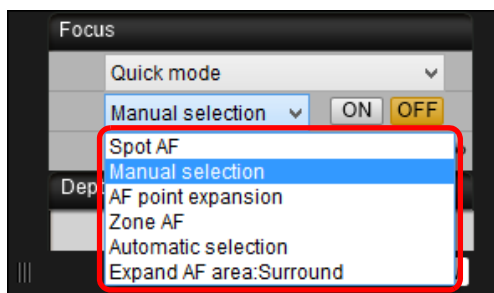 Focus
Quick mode
Manual selection ON OFF
Spot AF
Manual selection
AF point expansion
Zone AF
Automatic selection
Expand AF area:Surround